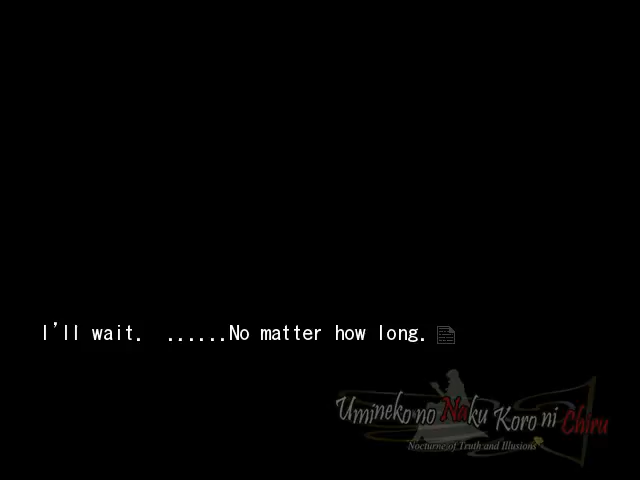 I'll wait.  ......No matter how long.
Umineko no Naku Koro ni Chiru
Nocturne of Truth and Illusions